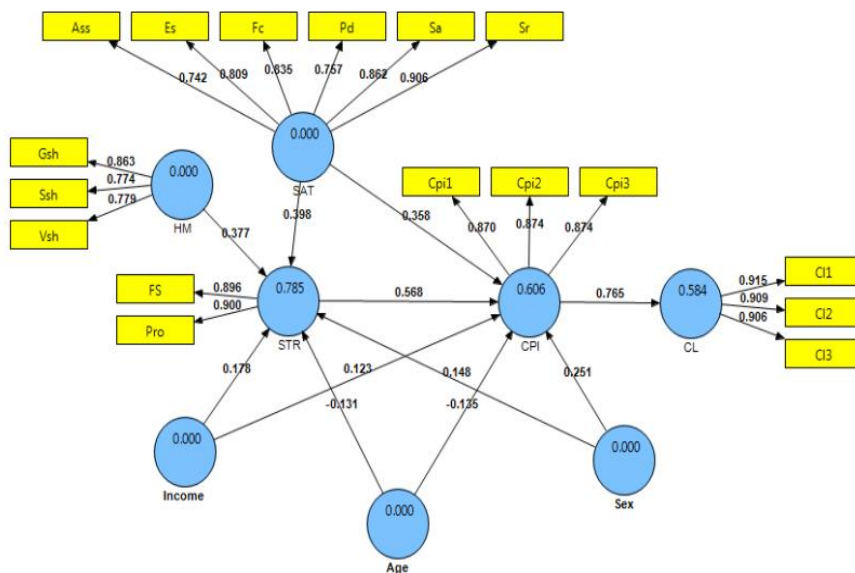 Ass Es Fc Pd Sa Sr
0.742 0.809 0.835 0.757 0.862 0.906
0.000
SAT
Gsh
Ssh
Vsh
0.863
0.774
0.779
0.000
HM
0.377
0.398
0.358
Cpi1 Cpi2 Cpi3
0.870 0.874 0.874
FS
Pro
0.896
0.900
0.785
STR
0.568
0.606
CPI
0.765
0.584
CL
0.915
0.909
0.906
Cl1
Cl2
Cl3
0.178
0.123
0.148
0.251
-0.131
-0.135
0.000
Income
0.000
Age
0.000
Sex